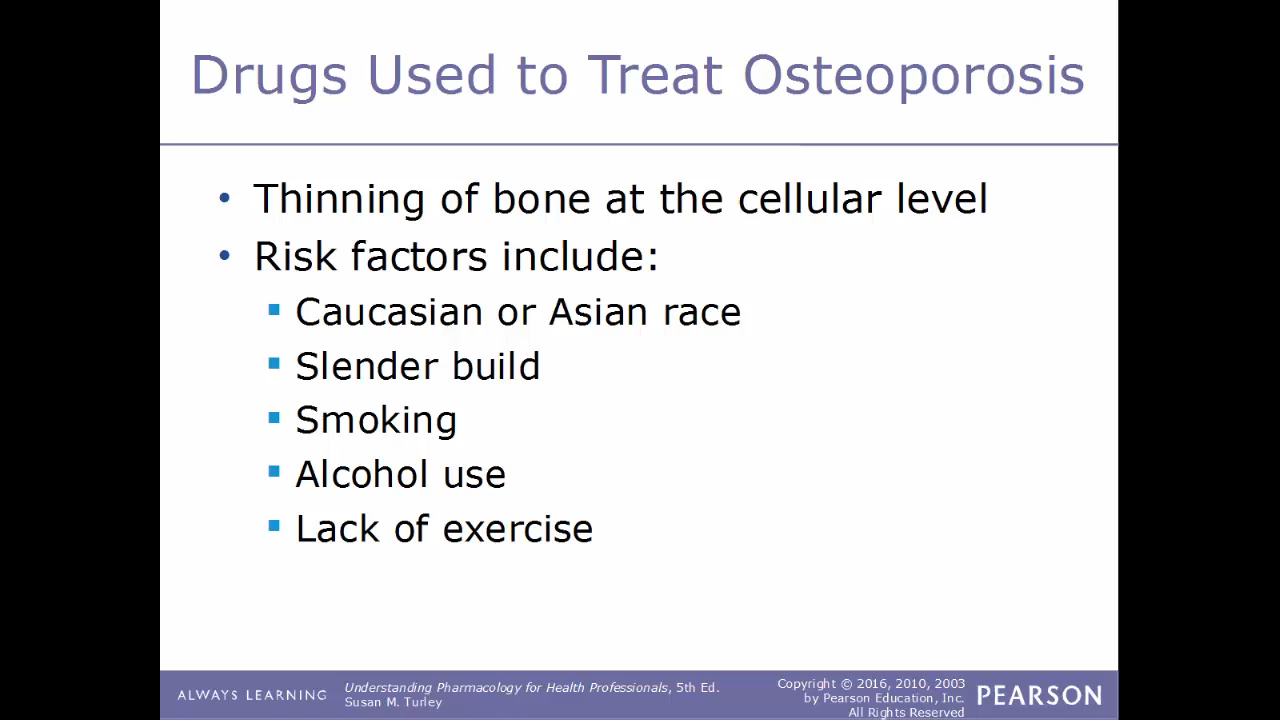 Drugs Used to Treat Osteoporosis
• Thinning of bone at the cellular level
• Risk factors include:
▪ Caucasian or Asian race
▪ Slender build
▪ Smoking
▪ Alcohol use
▪ Lack of exercise
ALWAYS LEARNING
Understanding Pharmacology for Health Professionals, 5th Ed.
Susan M. Turley
Copyright © 2016, 2010, 2003
by Pearson Education, Inc.
All Rights Reserved
PEARSON